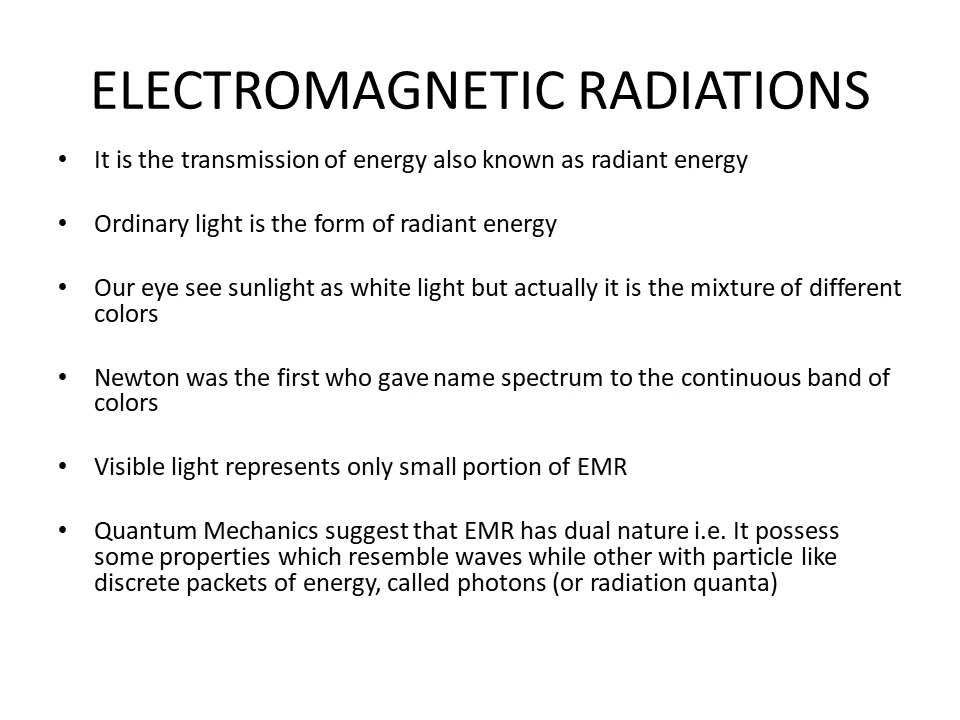 ELECTROMAGNETIC RADIATIONS
• It is the transmission of energy also known as radiant energy
• Ordinary light is the form of radiant energy
• Our eye see sunlight as white light but actually it is the mixture of different
colors
• Newton was the first who gave name spectrum to the continuous band of
colors
• Visible light represents only small portion of EMR
• Quantum Mechanics suggest that EMR has dual nature i.e. It possess
some properties which resemble waves while other with particle like
discrete packets of energy, called photons (or radiation quanta)